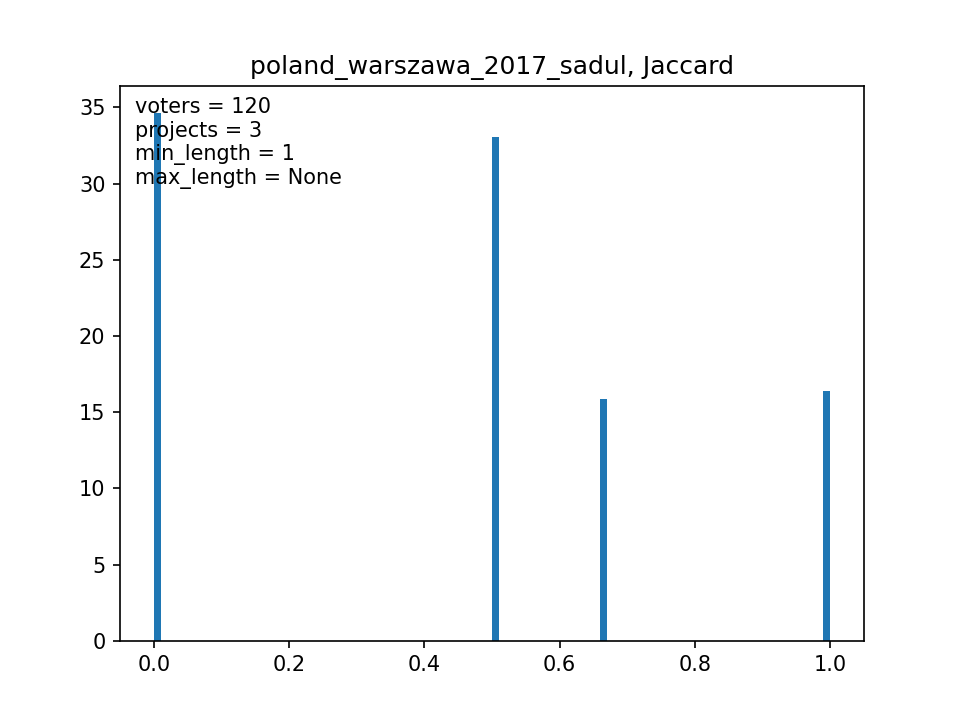 poland_warszawa_2017_sadul, Jaccard
voters = 120
projects = 3
min_length = 1
max_length = None
35
30
25
20
15
10
5
0
0.0 0.2 0.4 0.6 0.8 1.0